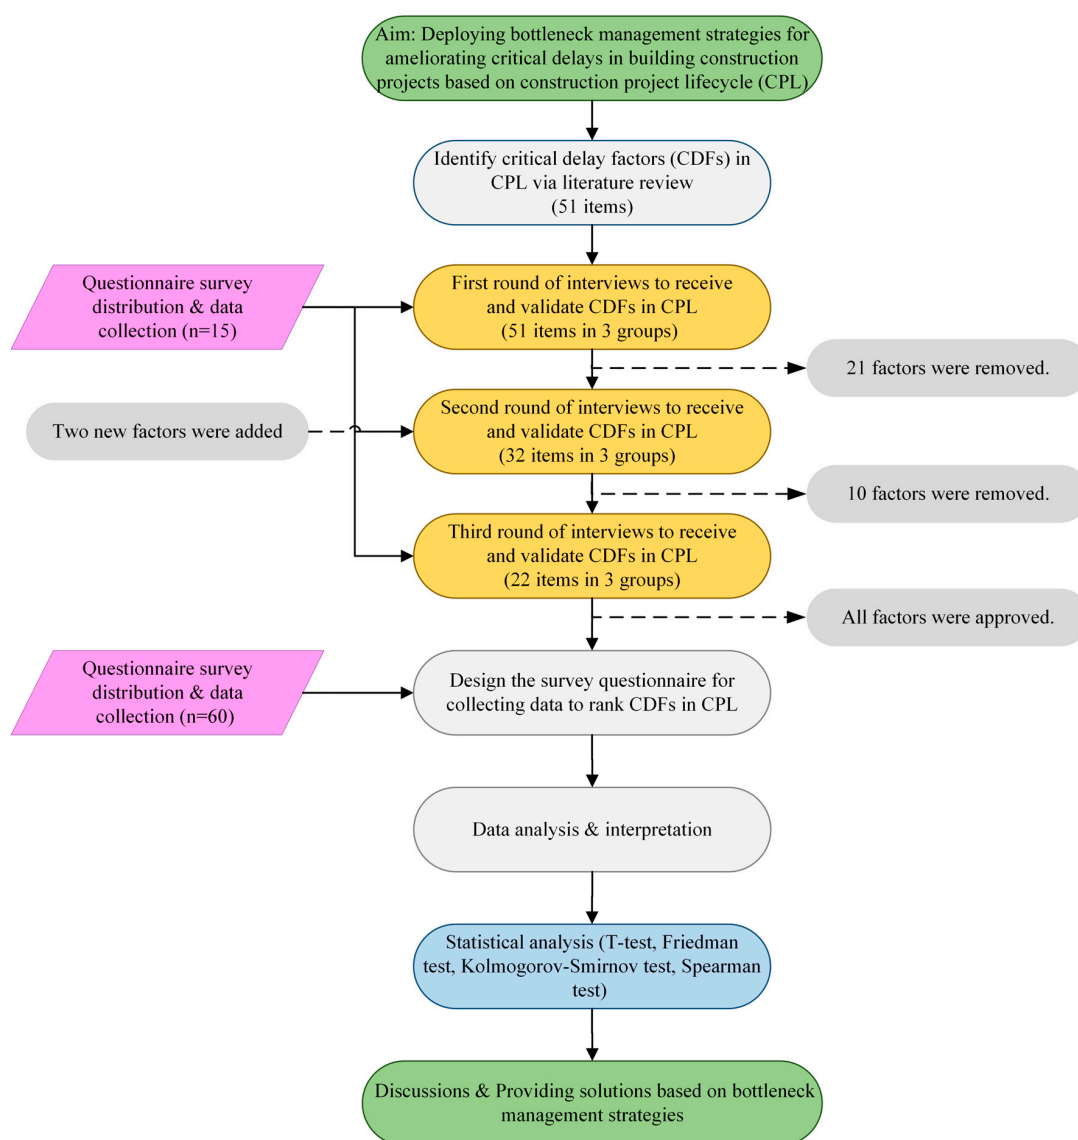 Aim: Deploying bottleneck management strategies for
ameliorating critical delays in building construction
projects based on construction project lifecycle (CPL)
Identify critical delay factors (CDFs) in
CPL via literature review
(51 items)
Questionnaire survey
distribution & data
collection (n=15)
First round of interviews to receive
and validate CDFs in CPL
(51 items in 3 groups)
21 factors were removed.
Two new factors were added
Second round of interviews to receive
and validate CDFs in CPL
(32 items in 3 groups)
10 factors were removed.
Third round of interviews to receive
and validate CDFs in CPL
(22 items in 3 groups)
All factors were approved.
Questionnaire survey
distribution & data
collection (n=60)
Design the survey questionnaire for
collecting data to rank CDFs in CPL
Data analysis & interpretation
Statistical analysis (T-test, Friedman
test, Kolmogorov-Smirnov test, Spearman
test)
Discussions & Providing solutions based on bottleneck
management strategies